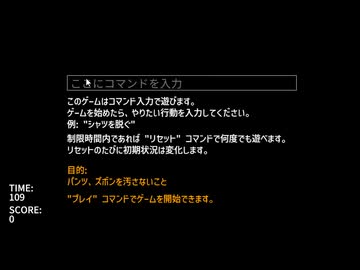 ここにコマンドを入力
このゲームはコマンド入力で遊びます。
ゲームを始めたら、やりたい行動を入力してください。
例: "シャツを脱ぐ"
制限時間内であれば "リセット" コマンドで何度でも遊べます。
リセットのたびに初期状況は変化します。
目的:
パンツ、ズボンを汚さないこと
"プレイ" コマンドでゲームを開始できます。
TIME:
109
SCORE:
0